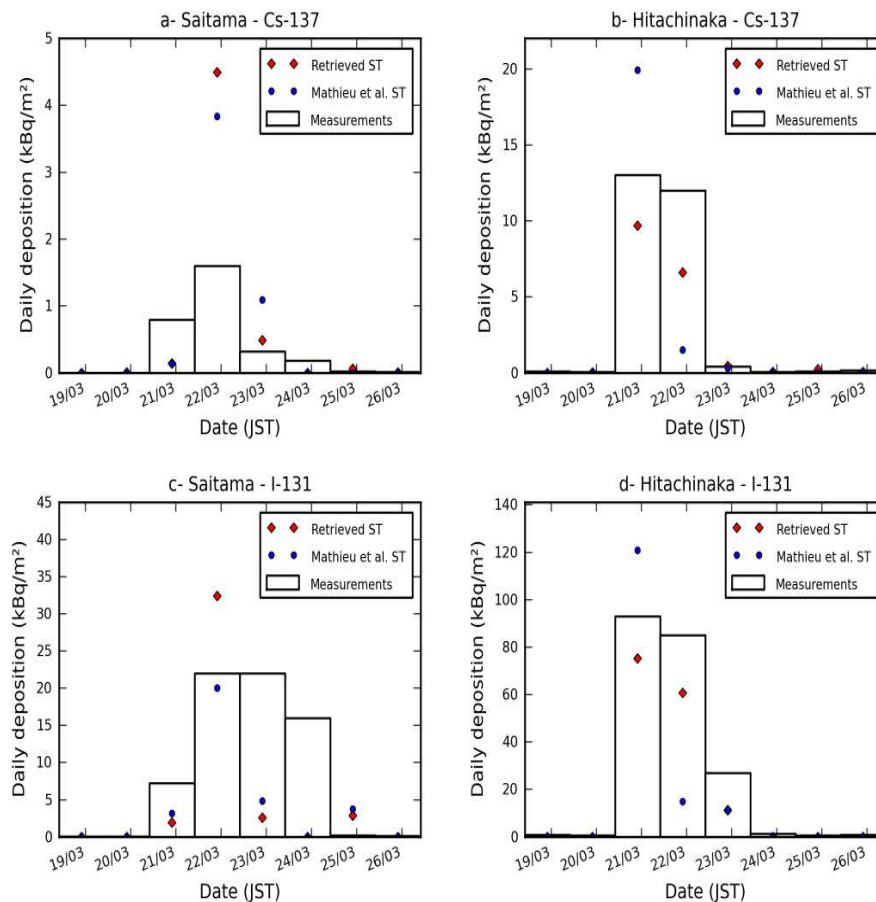 a- Saitama - Cs-137
Daily deposition (kBq/m²)
5
4
3
2
1
0
Retrieved ST
Mathieu et al. ST
Measurements
19/03 20/03 21/03 22/03 23/03 24/03 25/03 26/03
Date (JST)
b- Hitachinaka - Cs-137
Daily deposition (kBq/m²)
20
15
10
5
0
Retrieved ST
Mathieu et al. ST
Measurements
19/03 20/03 21/03 22/03 23/03 24/03 25/03 26/03
Date (JST)
c- Saitama - I-131
Daily deposition (kBq/m²)
45
40
35
30
25
20
15
10
5
0
Retrieved ST
Mathieu et al. ST
Measurements
19/03 20/03 21/03 22/03 23/03 24/03 25/03 26/03
Date (JST)
d- Hitachinaka - I-131
Daily deposition (kBq/m²)
140
120
100
80
60
40
20
0
Retrieved ST
Mathieu et al. ST
Measurements
19/03 20/03 21/03 22/03 23/03 24/03 25/03 26/03
Date (JST)